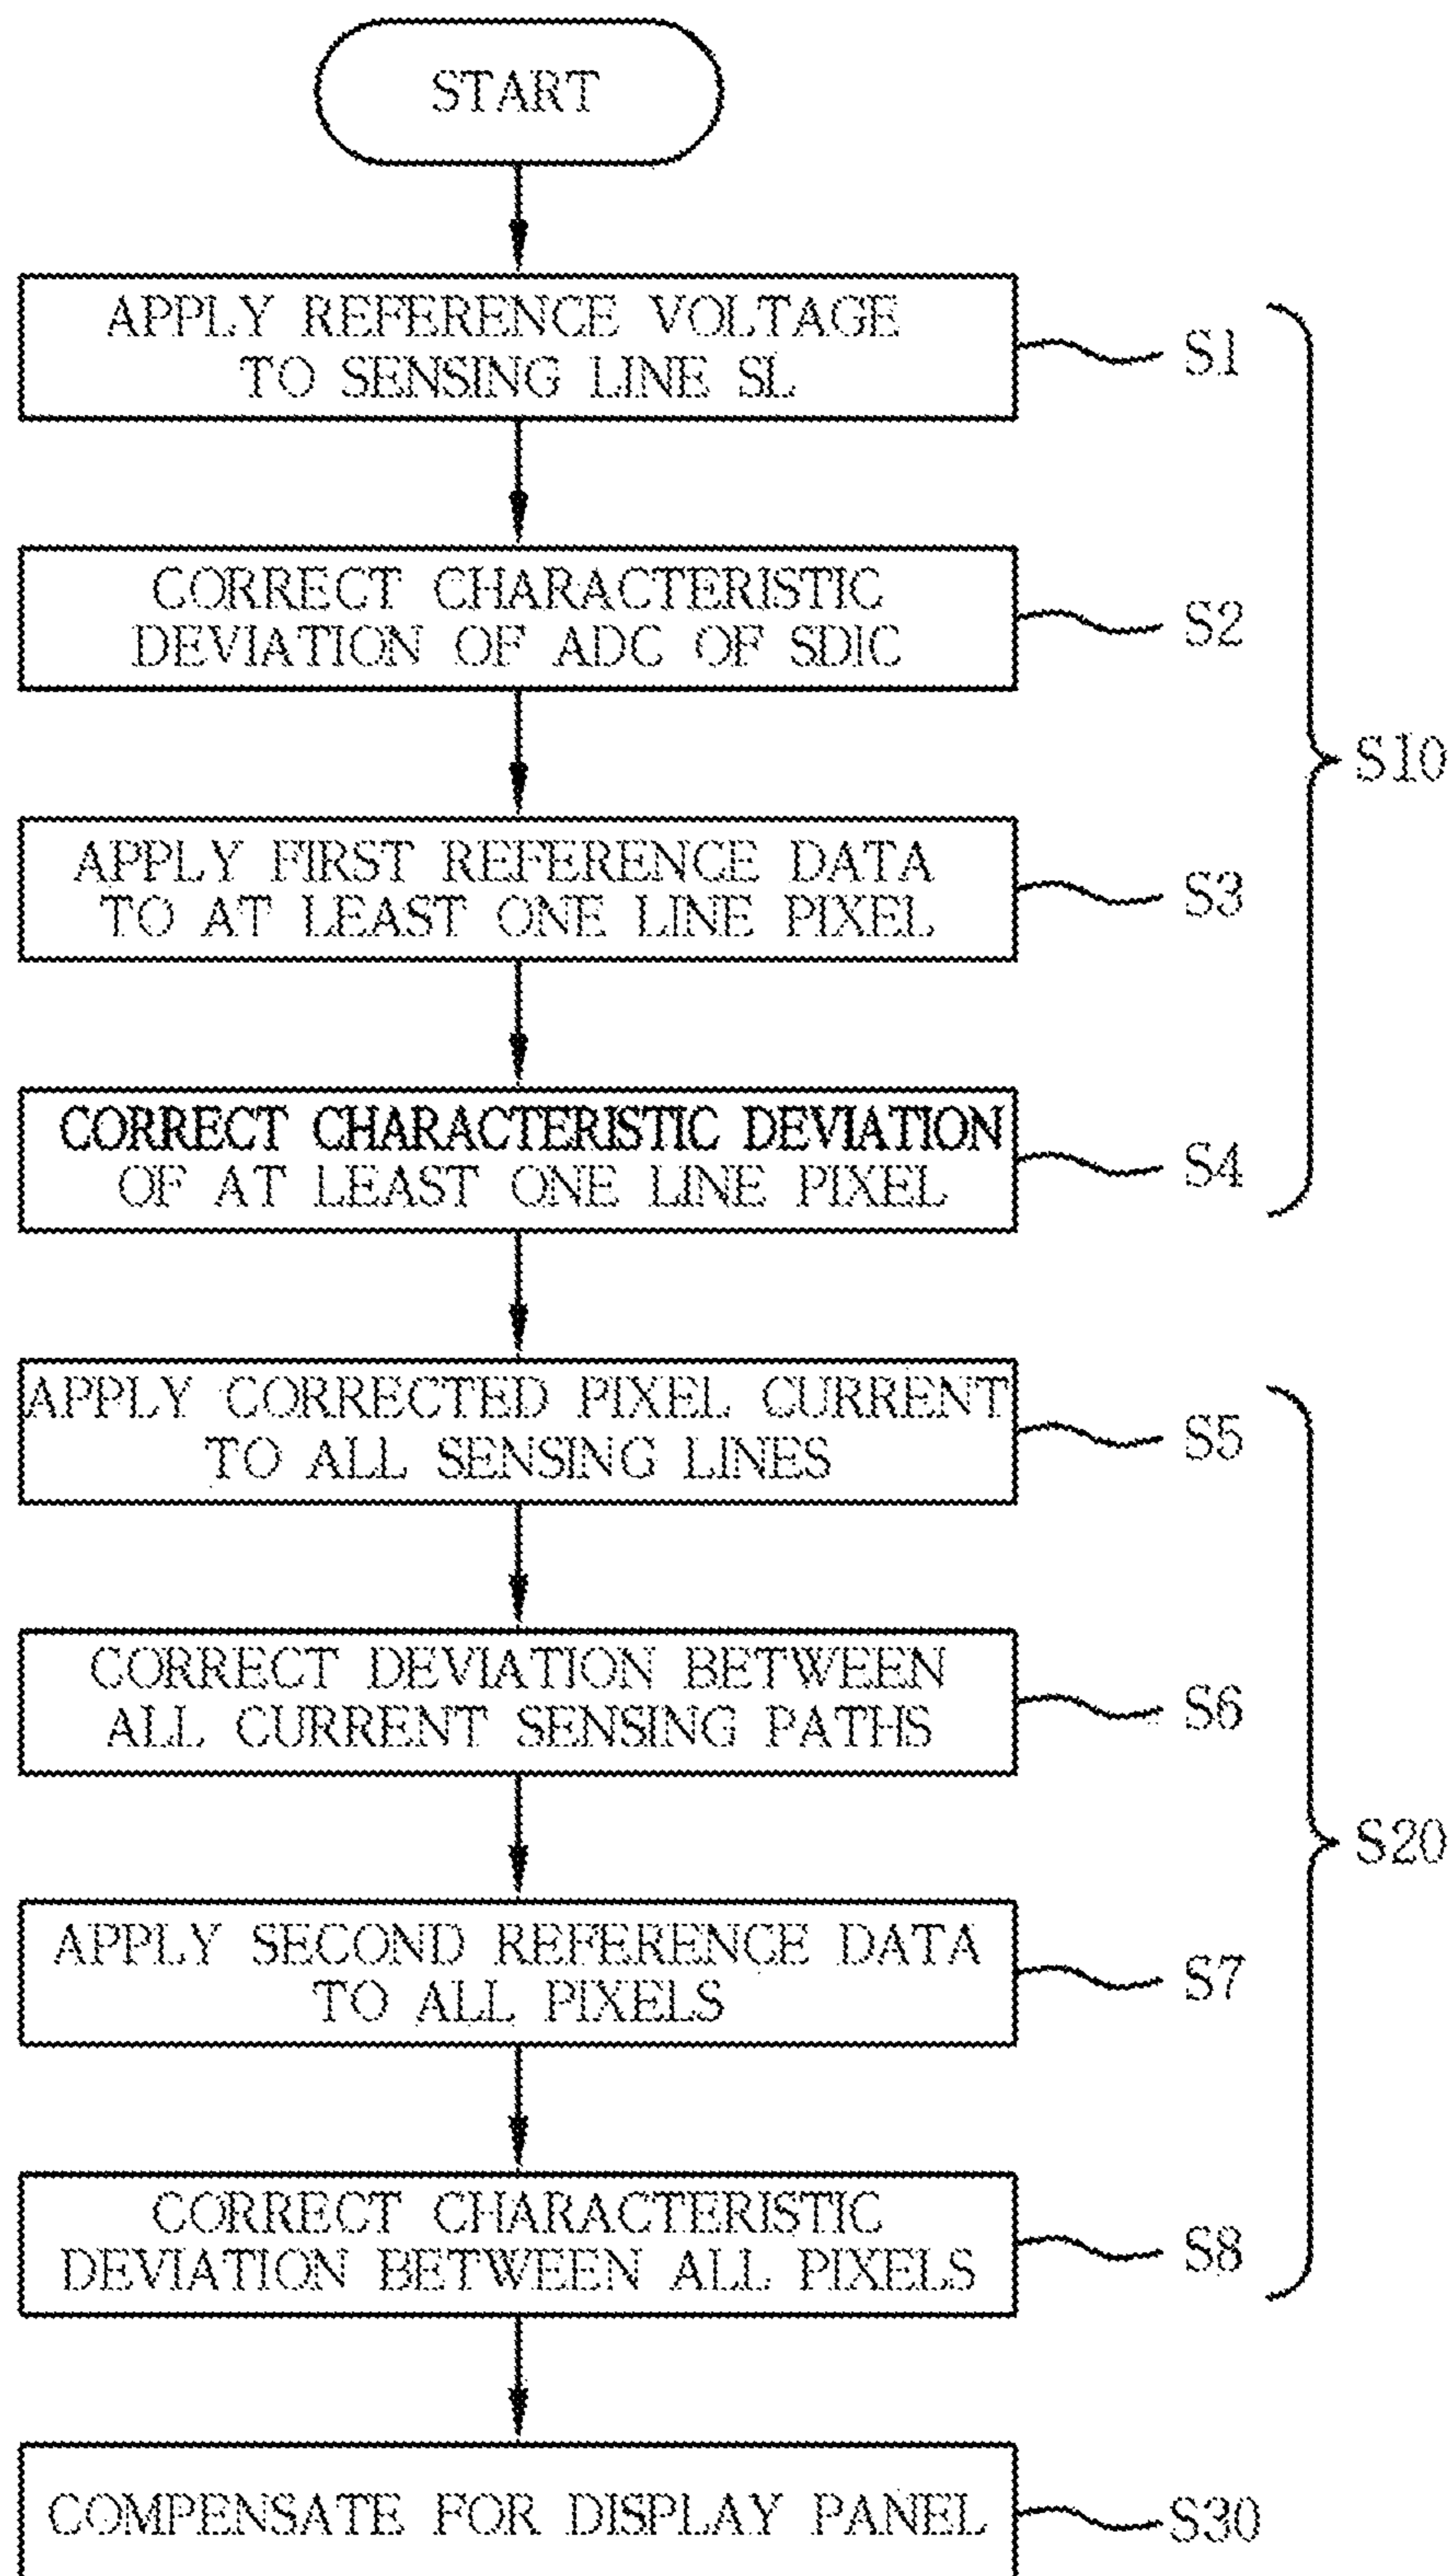 START
APPLY REFERENCE VOLTAGE
TO SENSING LINE SL
S1
CORRECT CHARACTERISTIC
DEVIATION OF ADC OF SDIC
S2
S10
APPLY FIRST REFERENCE DATA
TO AT LEAST ONE LINE PIXEL
S3
CORRECT CHARACTERISTIC DEVIATION
OF AT LEAST ONE LINE PIXEL
S4
APPLY CORRECTED PIXEL CURRENT
TO ALL SENSING LINES
S5
CORRECT DEVIATION BETWEEN
ALL CURRENT SENSING PATHS
S6
S20
APPLY SECOND REFERENCE DATA
TO ALL PIXELS
S7
CORRECT CHARACTERISTIC
DEVIATION BETWEEN ALL PIXELS
S8
COMPENSATE FOR DISPLAY PANEL
S30